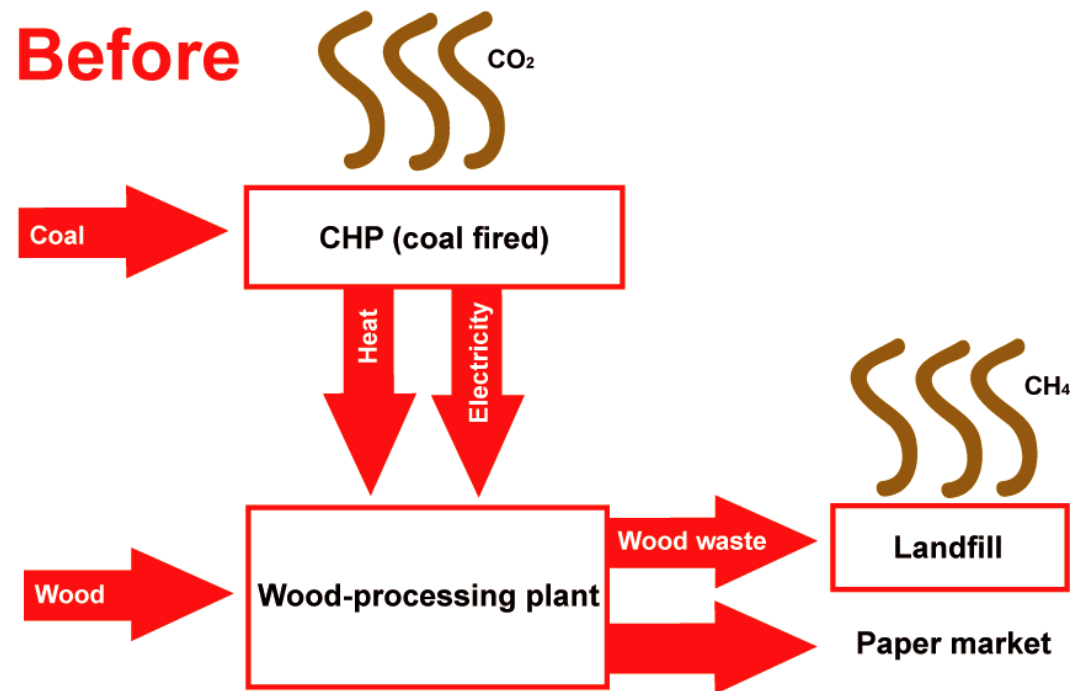 Before
CO₂
Coal
CHP (coal fired)
Heat
Electricity
CH₄
Wood waste
Landfill
Wood
Wood-processing plant
Paper market